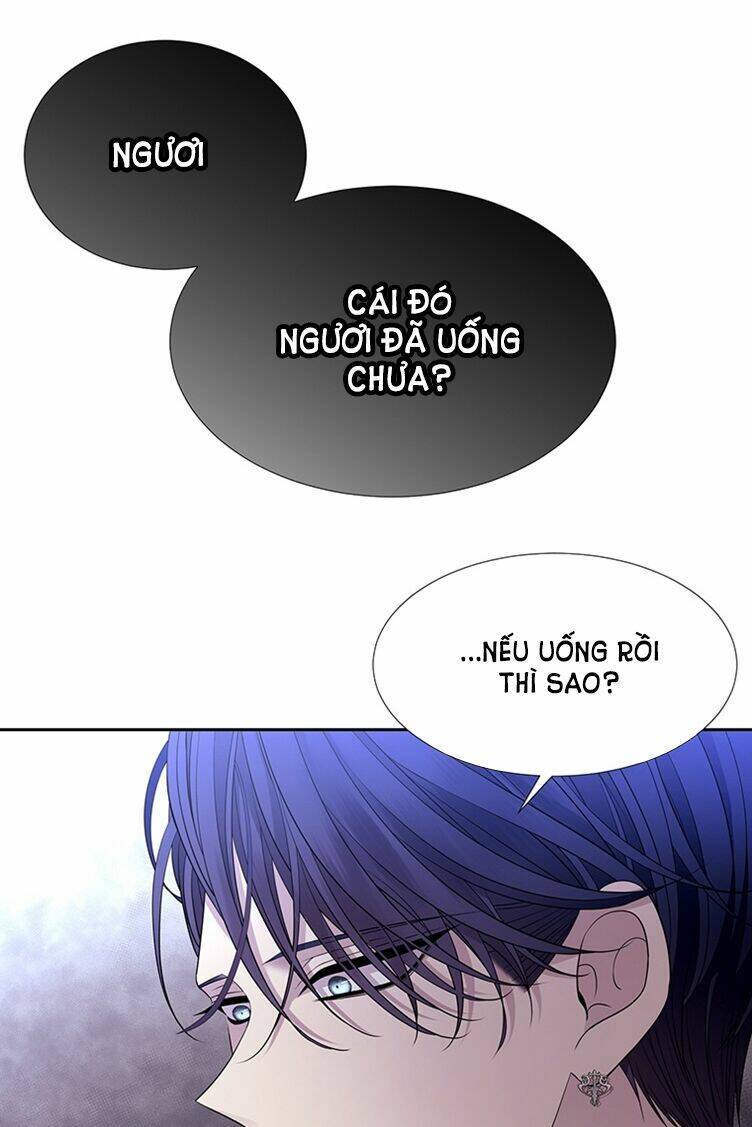 NGƯƠI
CÁI ĐÓ
NGƯƠI ĐÃ UỐNG
CHƯA?
...NẾU UỐNG RỒI
THÌ SAO?